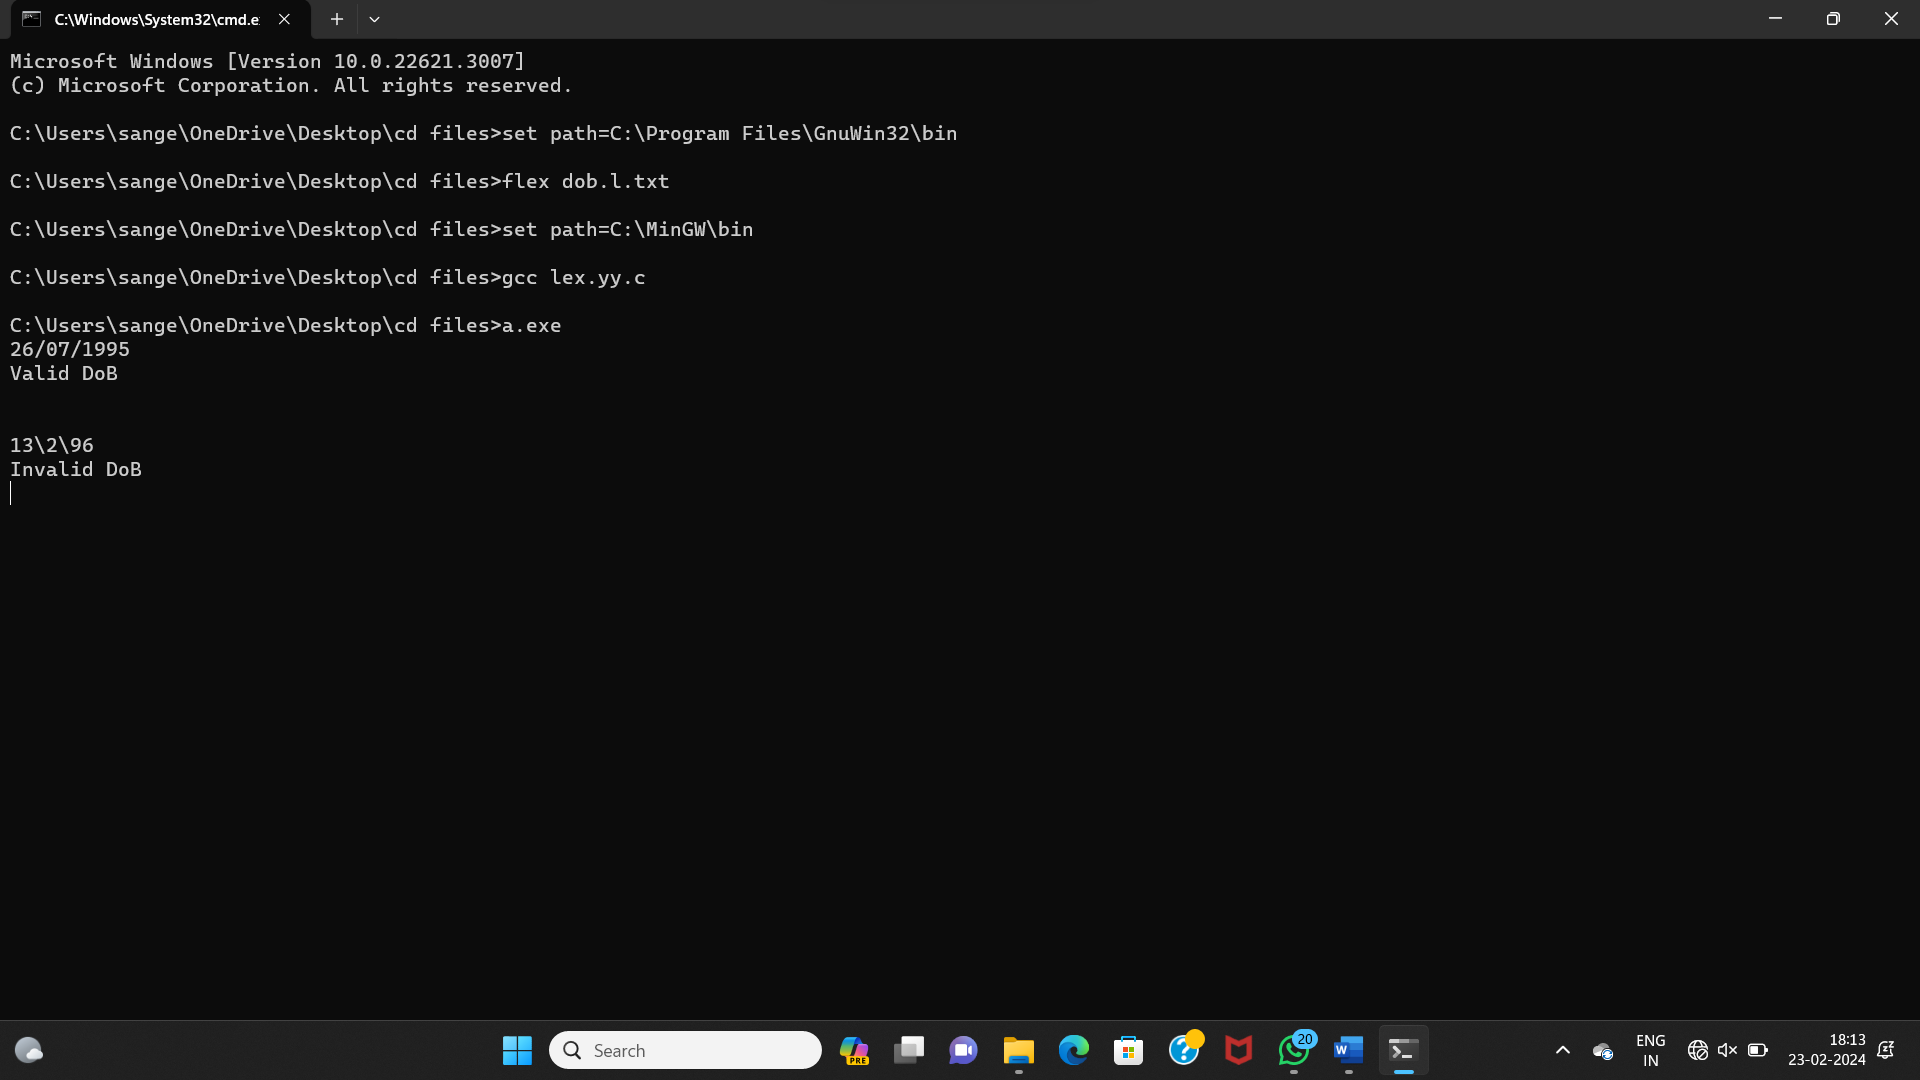 C:\Windows\System32\cmd.e
Microsoft Windows [Version 10.0.22621.3007]
(c) Microsoft Corporation. All rights reserved.
C:\Users\sange\OneDrive\Desktop\cd files>set path=C:\Program Files\GnuWin32\bin
C:\Users\sange\OneDrive\Desktop\cd files>flex dob.l.txt
C:\Users\sange\OneDrive\Desktop\cd files>set path=C:\MinGW\bin
C:\Users\sange\OneDrive\Desktop\cd files>gcc lex.yy.c
C:\Users\sange\OneDrive\Desktop\cd files>a.exe
26/07/1995
Valid DoB
13\2\96
Invalid DoB
Search
PRE
20
W
ENG
IN
18:13
23-02-2024